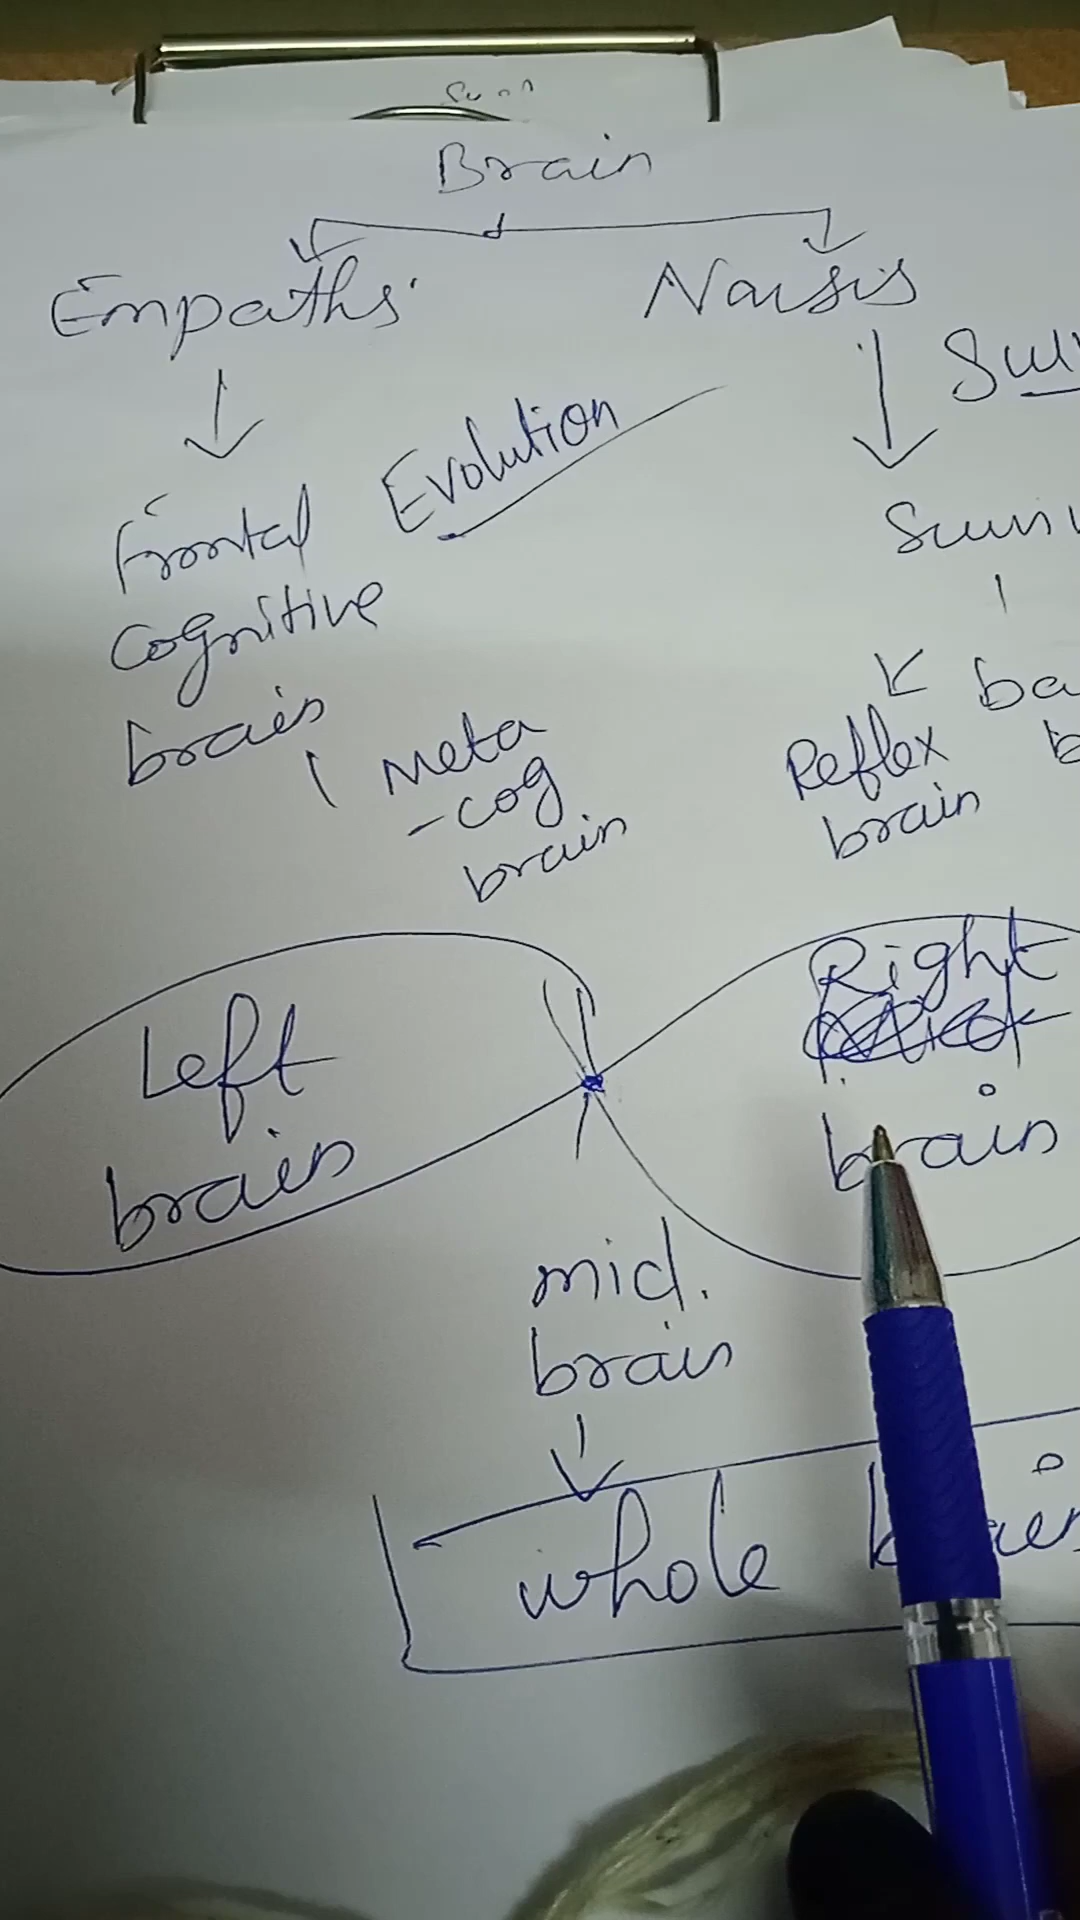 Brain
Empaths
Narsis
Evolution
Frontal
cognitive
brain
Meta
-cog
brain
Reflex
brain
Left
brain
Right
brain
mid.
brain
whole